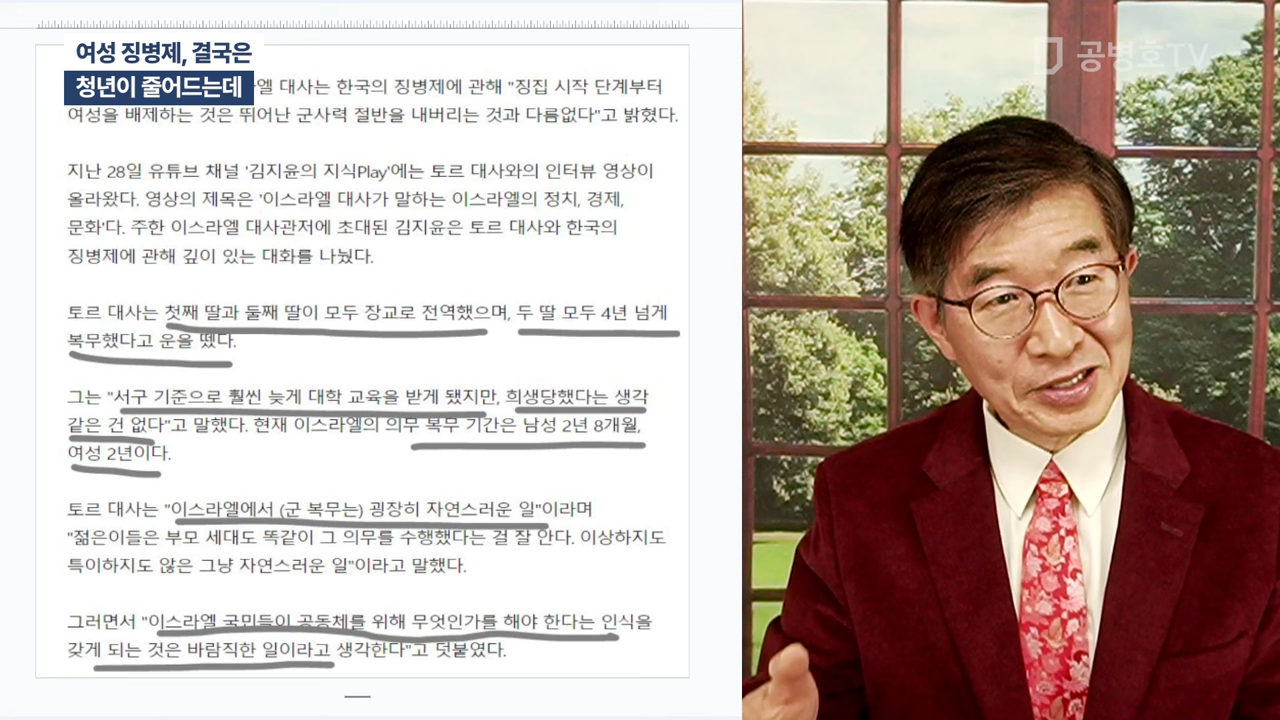 여성 징병제, 결국은
청년이 줄어드는데
공병호TV
대사는 한국의 징병제에 관해 "징집 시작 단계부터
여성을 배제하는 것은 뛰어난 군사력 절반을 내버리는 것과 다름없다"고 밝혔다.
지난 28일 유튜브 채널 '김지윤의 지식Play'에는 토르 대사와의 인터뷰 영상이
올라왔다. 영상의 제목은 '이스라엘 대사가 말하는 이스라엘의 정치, 경제,
문화'다. 주한 이스라엘 대사관저에 초대된 김지윤은 토르 대사와 한국의
징병제에 관해 깊이 있는 대화를 나눴다.
토르 대사는 첫째 딸과 둘째 딸이 모두 장교로 전역했으며, 두 딸 모두 4년 넘게
복무했다고 운을 뗐다.
그는 "서구 기준으로 훨씬 늦게 대학 교육을 받게 됐지만, 희생당했다는 생각
같은 건 없다"고 말했다. 현재 이스라엘의 의무 복무 기간은 남성 2년 8개월,
여성 2년이다.
토르 대사는 "이스라엘에서 (군 복무는) 굉장히 자연스러운 일"이라며
"젊은이들은 부모 세대도 똑같이 그 의무를 수행했다는 걸 잘 안다. 이상하지도
특이하지도 않은 그냥 자연스러운 일"이라고 말했다.
그러면서 "이스라엘 국민들이 공동체를 위해 무엇인가를 해야 한다는 인식을
갖게 되는 것은 바람직한 일이라고 생각한다"고 덧붙였다.